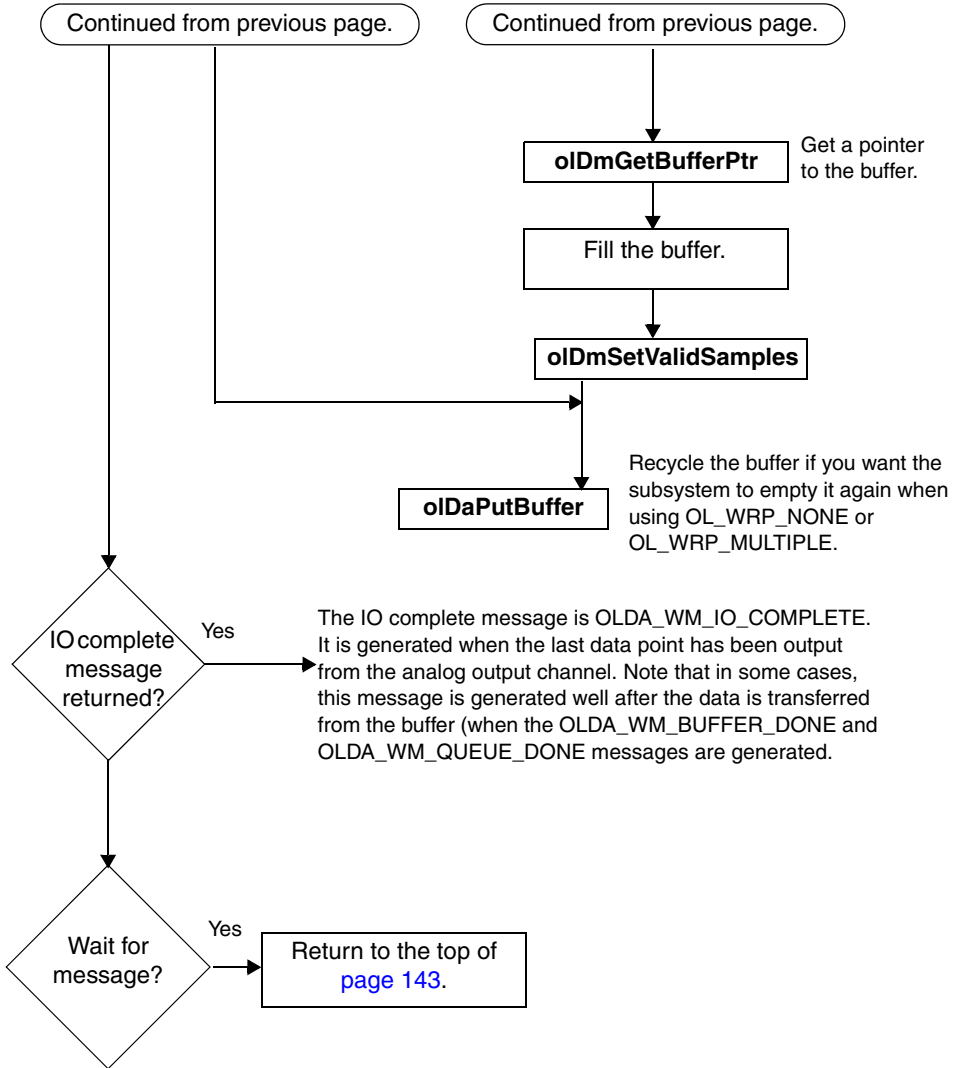 Continued from previous page.
Continued from previous page.
olDmGetBufferPtr
Get a pointer
to the buffer.
Fill the buffer.
olDmSetValidSamples
olDaPutBuffer
Recycle the buffer if you want the
subsystem to empty it again when
using OL_WRP_NONE or
OL_WRP_MULTIPLE.
IO complete
message
returned?
Yes
The IO complete message is OLDA_WM_IO_COMPLETE.
It is generated when the last data point has been output
from the analog output channel. Note that in some cases,
this message is generated well after the data is transferred
from the buffer (when the OLDA_WM_BUFFER_DONE and
OLDA_WM_QUEUE_DONE messages are generated.
Wait for
message?
Yes
Return to the top of
page 143.